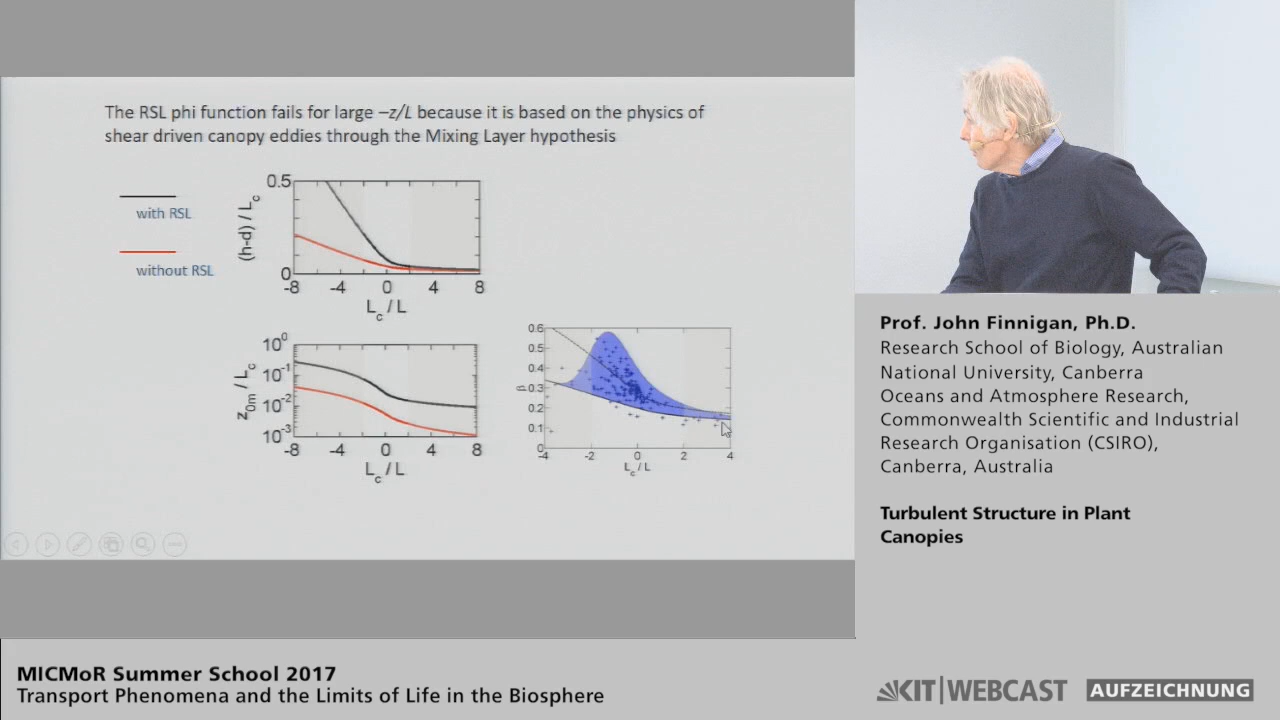 The RSL phi function fails for large –z/L because it is based on the physics of
shear driven canopy eddies through the Mixing Layer hypothesis
with RSL
without RSL
(h-d) / Lc
0.5
0
-8 -4 0 4 8
Lc / L
z0m / Lc
10^0
10^-1
10^-2
10^-3
-8 -4 0 4 8
Lc / L
β
0.6
0.5
0.4
0.3
0.2
0.1
0
-4 -2 0 2 4
Lc / L
Prof. John Finnigan, Ph.D.
Research School of Biology, Australian
National University, Canberra
Oceans and Atmosphere Research,
Commonwealth Scientific and Industrial
Research Organisation (CSIRO),
Canberra, Australia
Turbulent Structure in Plant
Canopies
MICMoR Summer School 2017
Transport Phenomena and the Limits of Life in the Biosphere
KIT|WEBCAST
AUFZEICHNUNG